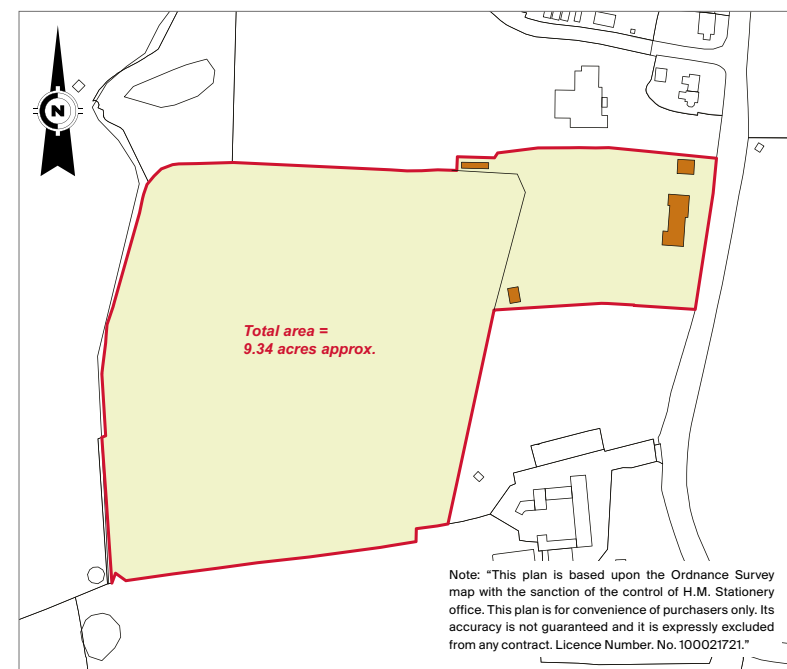 N
Total area =
9.34 acres approx.
Note: “This plan is based upon the Ordnance Survey
map with the sanction of the control of H.M. Stationery
office. This plan is for convenience of purchasers only. Its
accuracy is not guaranteed and it is expressly excluded
from any contract. Licence Number. No. 100021721.”